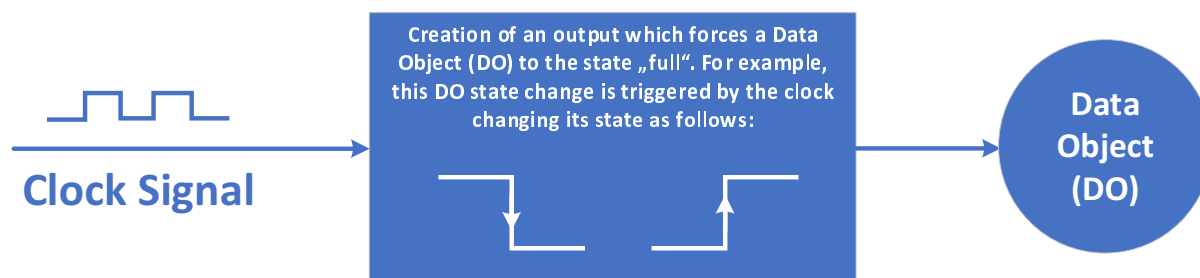 Creation of an output which forces a Data
Object (DO) to the state „full“. For example,
this DO state change is triggered by the clock
changing its state as follows:
Clock Signal
Data
Object
(DO)